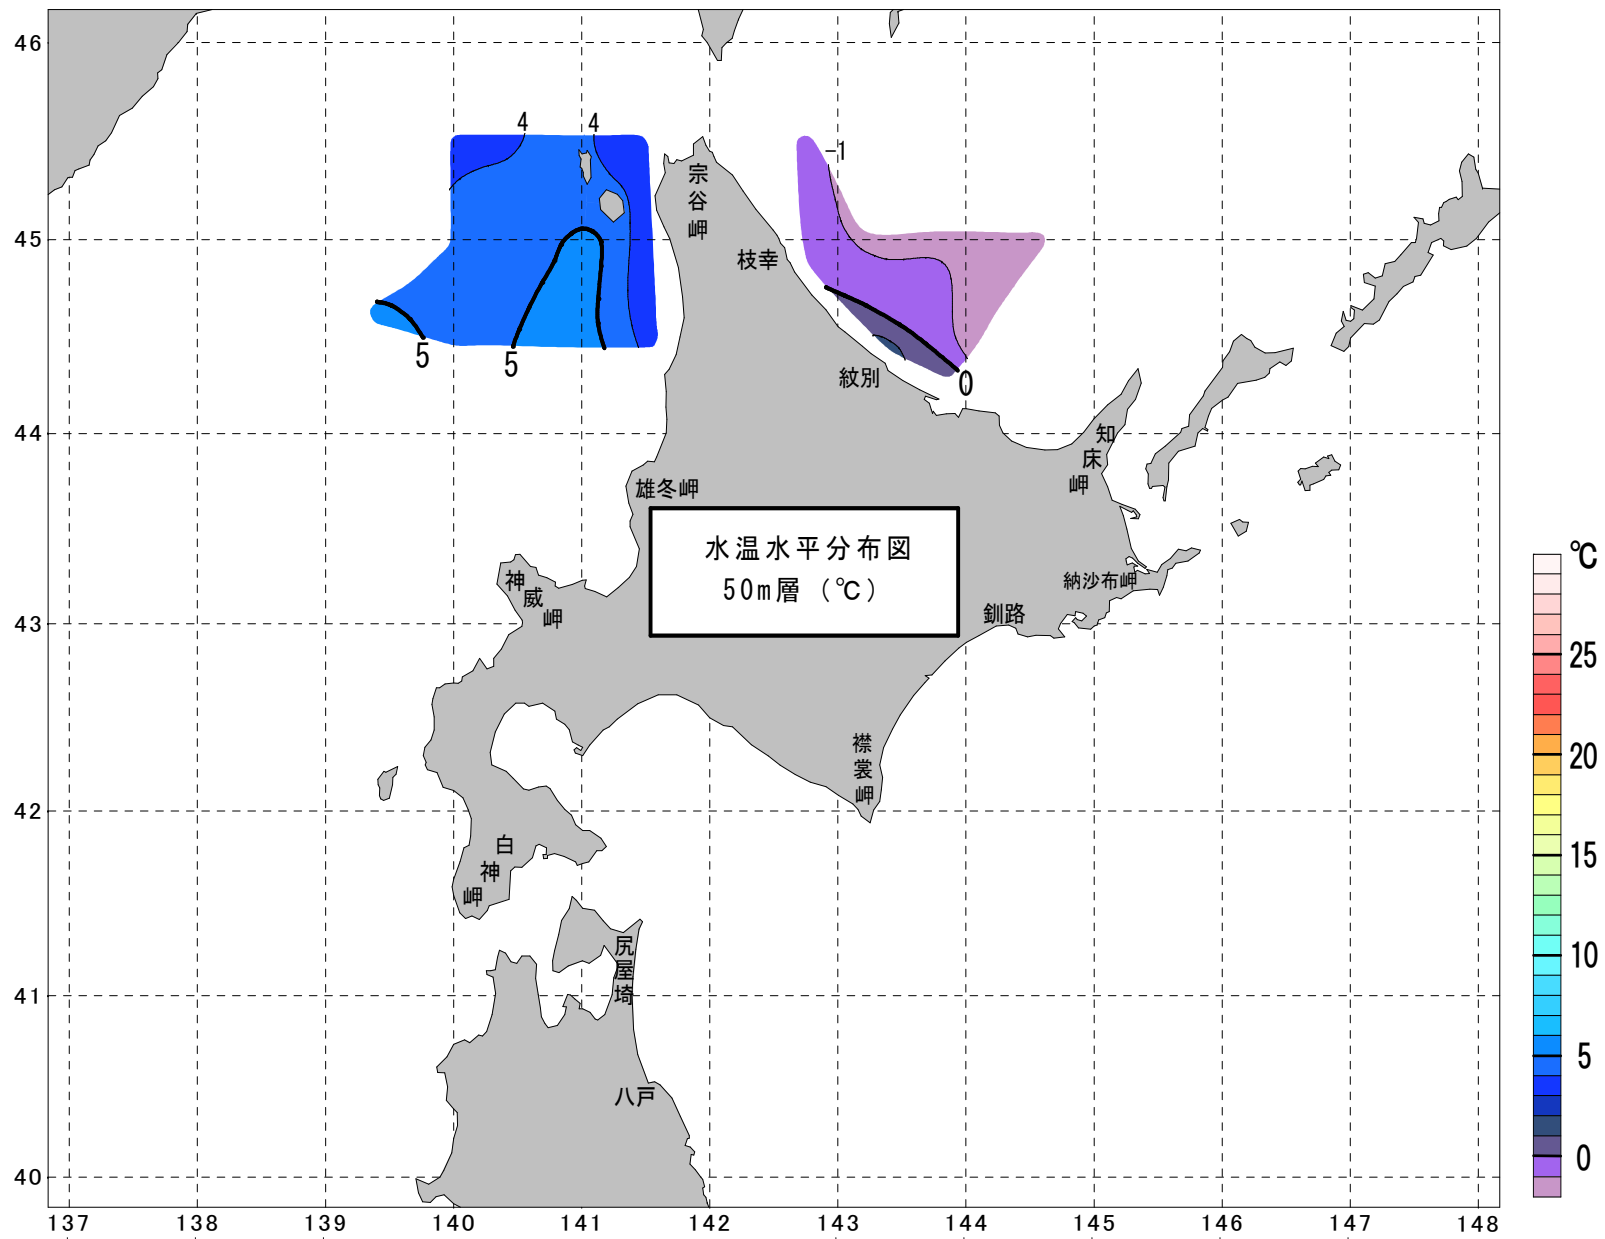 46
45
44
43
42
41
40
4
4
-1
5
5
0
宗谷岬
枝幸
紋別
知床岬
雄冬岬
水温水平分布図
50m層(℃)
神威岬
納沙布岬
釧路
襟裳岬
白神岬
尻屋埼
八戸
℃
25
20
15
10
5
0
137
138
139
140
141
142
143
144
145
146
147
148